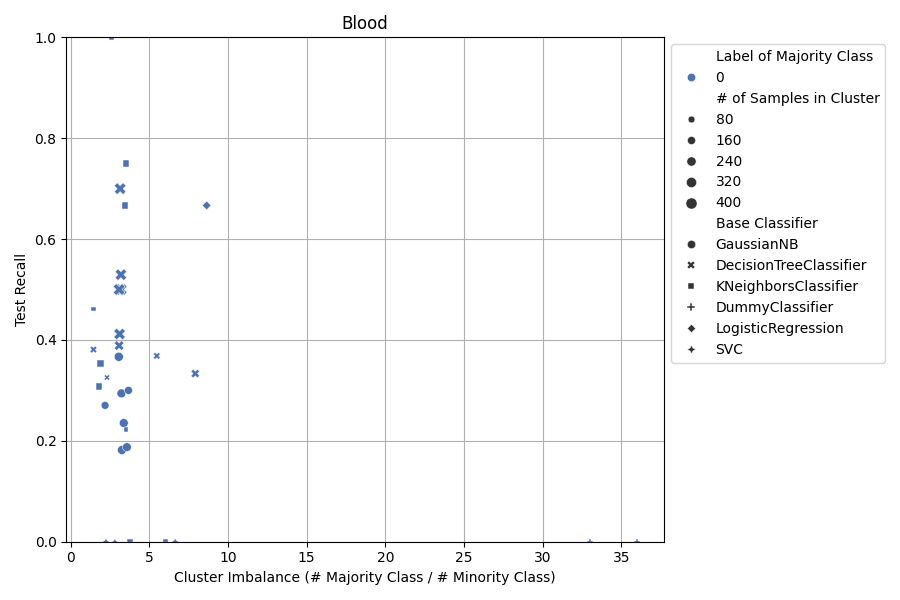 Blood
1.0
0.8
0.6
0.4
0.2
0.0
Test Recall
0 5 10 15 20 25 30 35
Cluster Imbalance (# Majority Class / # Minority Class)
Label of Majority Class
0
# of Samples in Cluster
80
160
240
320
400
Base Classifier
GaussianNB
DecisionTreeClassifier
KNeighborsClassifier
DummyClassifier
LogisticRegression
SVC